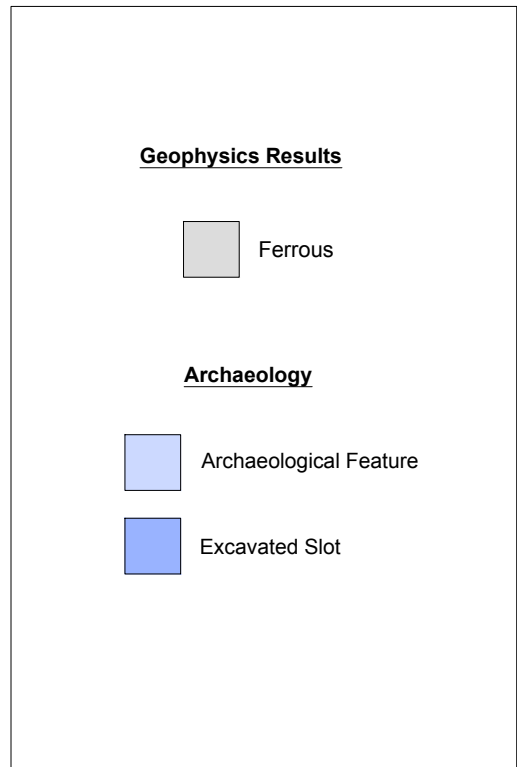 Geophysics Results
Ferrous
Archaeology
Archaeological Feature
Excavated Slot